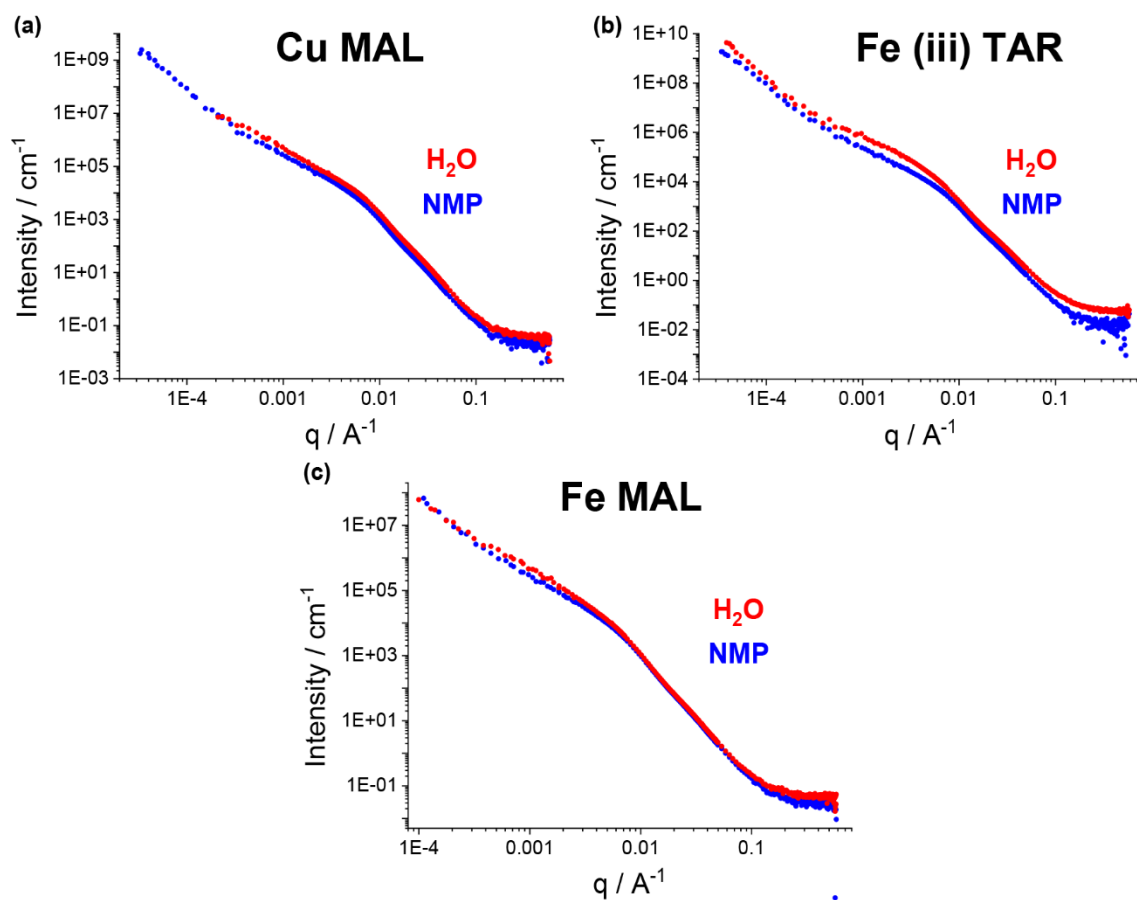 (a)
Cu MAL
1E+09
1E+07
1E+05
1E+03
1E+01
1E-01
1E-03
Intensity / cm⁻¹
H₂O
NMP
1E-4
0.001
0.01
0.1
q / A⁻¹
(b)
Fe (iii) TAR
1E+10
1E+08
1E+06
1E+04
1E+02
1E+00
1E-02
1E-04
Intensity / cm⁻¹
H₂O
NMP
1E-4
0.001
0.01
0.1
q / A⁻¹
(c)
Fe MAL
1E+07
1E+05
1E+03
1E+01
1E-01
Intensity / cm⁻¹
H₂O
NMP
1E-4
0.001
0.01
0.1
q / A⁻¹